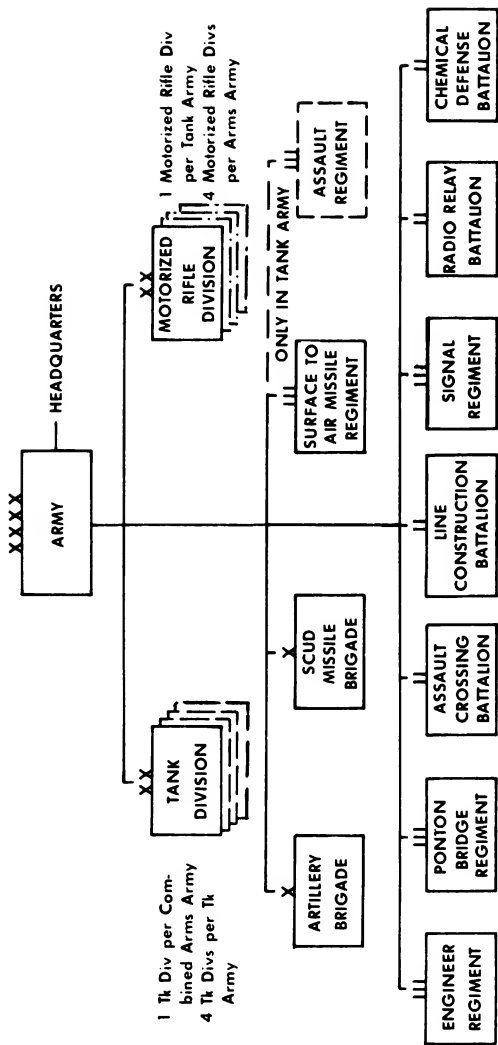 XXXX
ARMY
HEADQUARTERS
XX
TANK
DIVISION
1 Tk Div per Com-
bined Arms Army
4 Tk Divs per Tk
Army
XX
MOTORIZED
RIFLE
DIVISION
1 Motorized Rifle Div
per Tank Army
4 Motorized Rifle Divs
per Arms Army
X
ARTILLERY
BRIGADE
X
SCUD
MISSILE
BRIGADE
III
SURFACE TO
AIR MISSILE
REGIMENT
ONLY IN TANK ARMY
III
ASSAULT
REGIMENT
III
ENGINEER
REGIMENT
III
PONTON
BRIDGE
REGIMENT
II
ASSAULT
CROSSING
BATTALION
II
LINE
CONSTRUCTION
BATTALION
III
SIGNAL
REGIMENT
II
RADIO RELAY
BATTALION
II
CHEMICAL
DEFENSE
BATTALION